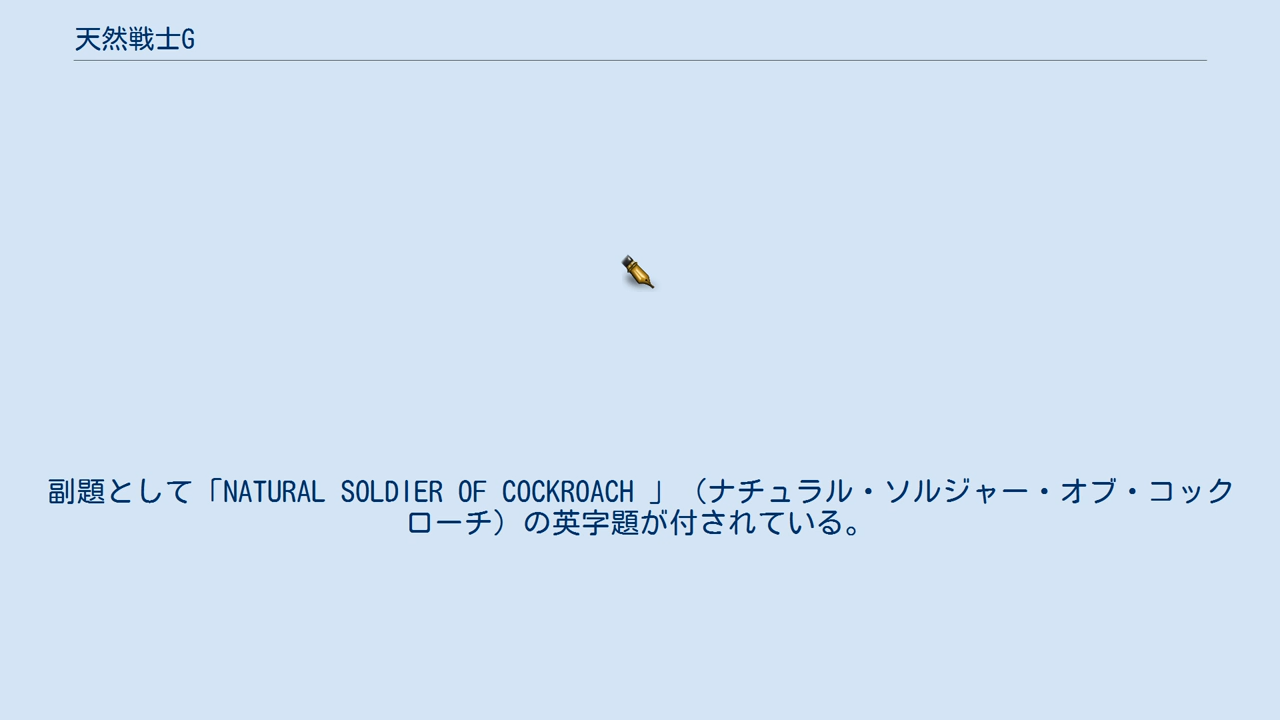 天然戦士G
副題として「NATURAL SOLDIER OF COCKROACH 」（ナチュラル・ソルジャー・オブ・コック
ローチ）の英字題が付されている。